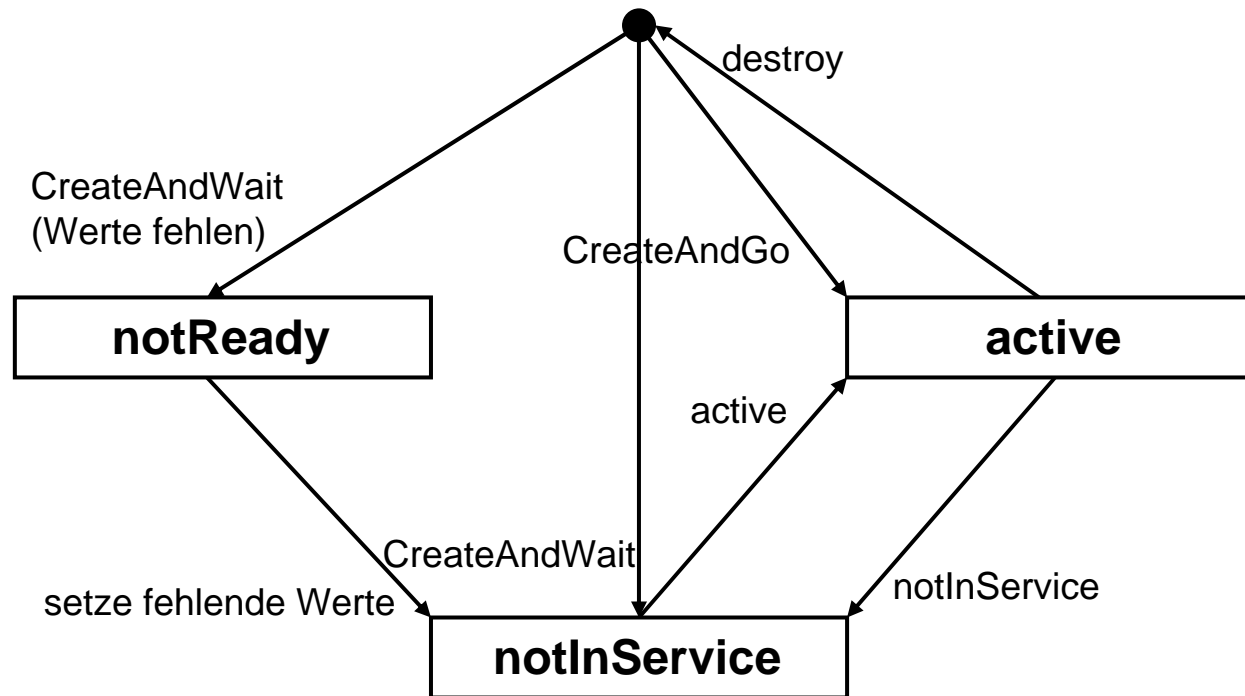 destroy
CreateAndWait
(Werte fehlen)
CreateAndGo
notReady
active
active
CreateAndWait
setze fehlende Werte
notInService
notInService